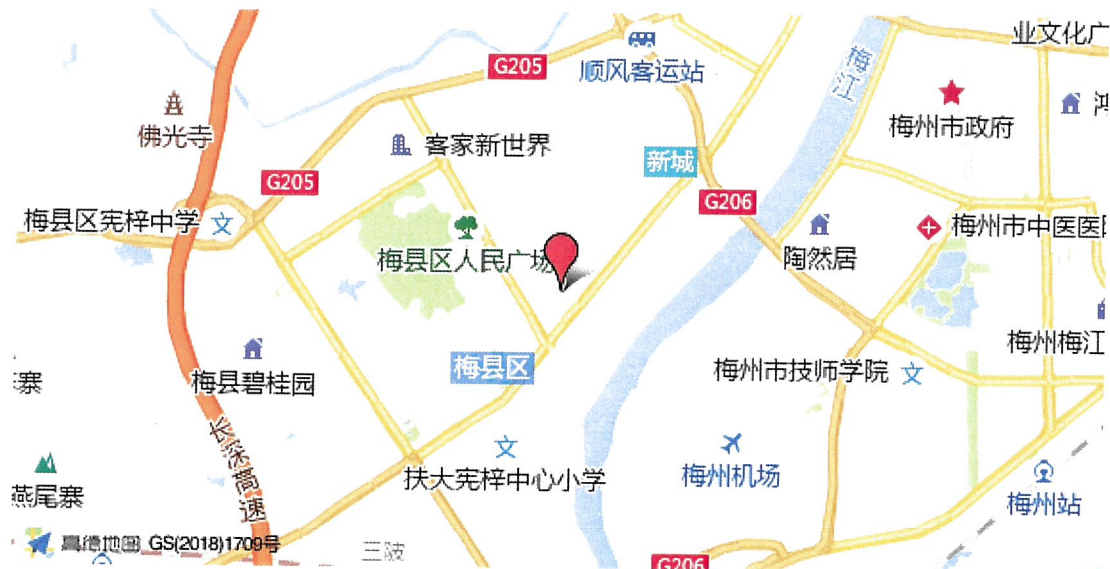 业文化广
G205
顺风客运站
梅江
梅州市政府
鸿
佛光寺
客家新世界
新城
G205
G206
梅县区宪梓中学
文
梅县区人民广场
陶然居
梅州市中医医
梅县区
梅州梅江
寨
梅县碧桂园
梅州市技师学院
文
长深高速
文
扶大宪梓中心小学
梅州机场
燕尾寨
梅州站
高德地图 GS(2018)1709号
三陂
G206